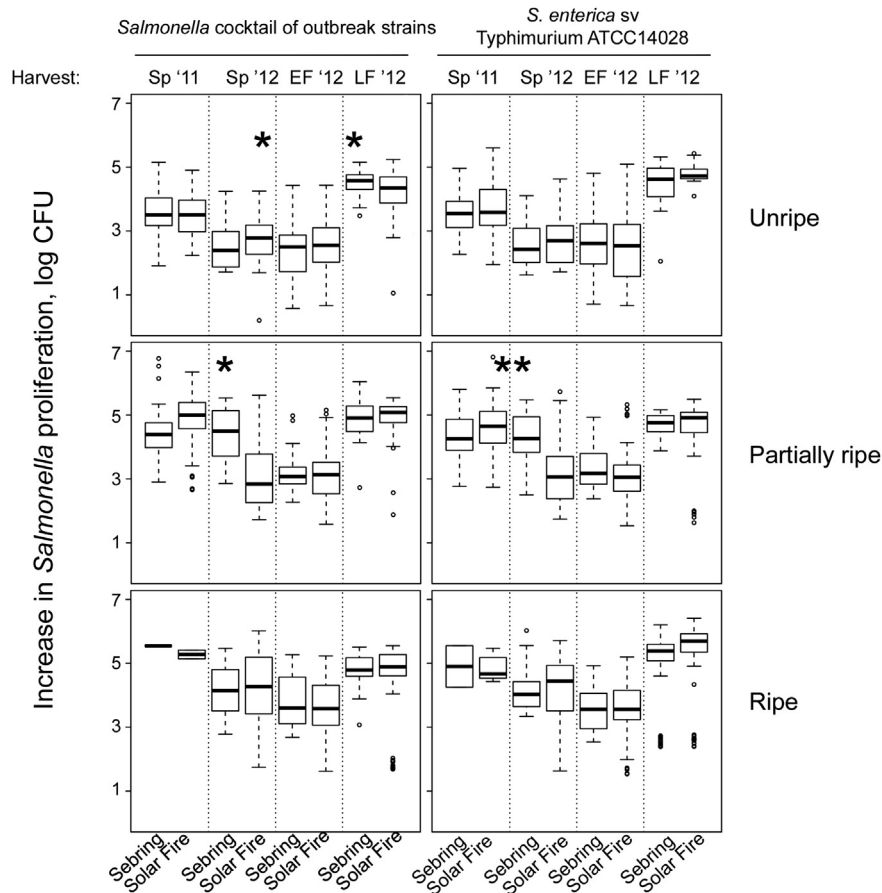 Salmonella cocktail of outbreak strains
S. enterica sv
Typhimurium ATCC14028
Harvest: Sp '11 Sp '12 EF '12 LF '12 Sp '11 Sp '12 EF '12 LF '12
Increase in Salmonella proliferation, log CFU
7
5
3
1
* *
Unripe
7
5
3
1
* * *
Partially ripe
7
5
3
1
Ripe
Sebring Solar Fire Sebring Solar Fire Sebring Solar Fire Sebring Solar Fire Sebring Solar Fire Sebring Solar Fire Sebring Solar Fire Sebring Solar Fire